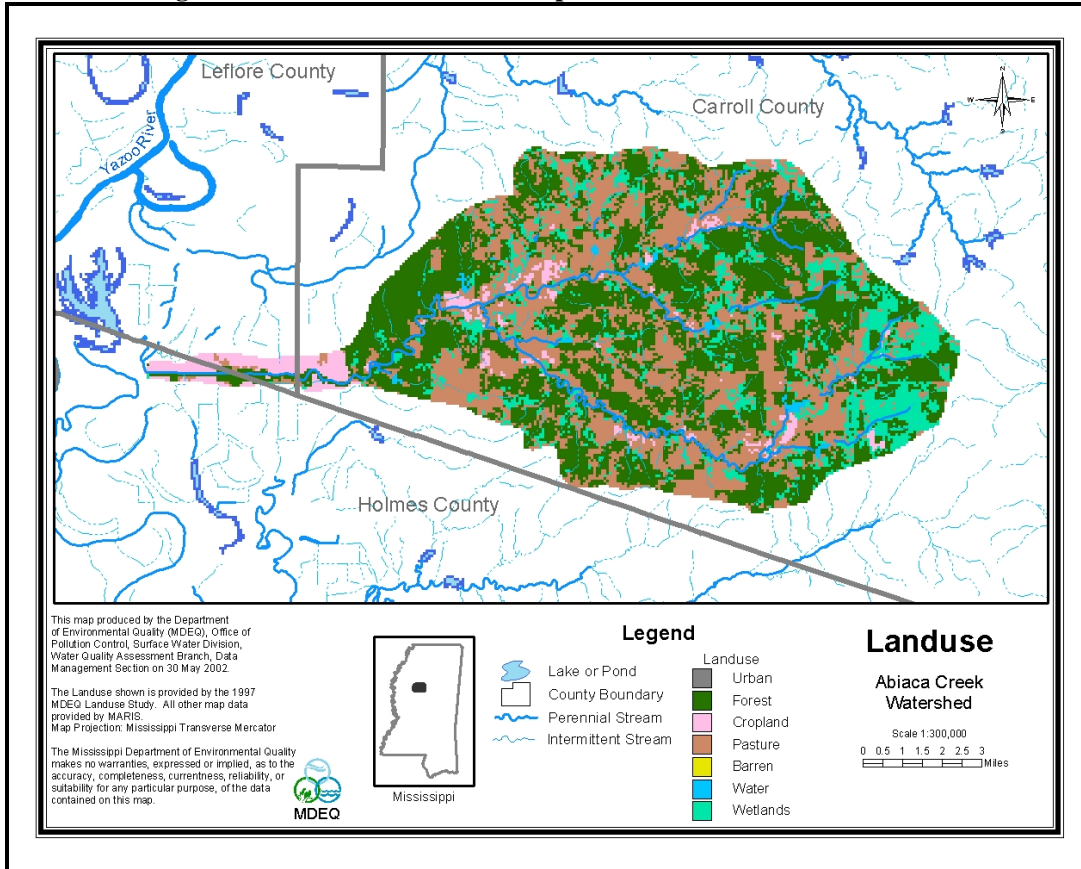 Leflore County
Carroll County
N
W
E
S
Yazoo River
Holmes County
This map produced by the Department
of Environmental Quality (MDEQ), Office of
Pollution Control, Surface Water Division,
Water Quality Assessment Branch, Data
Management Section on 30 May 2002.
The Landuse shown is provided by the 1997
MDEQ Landuse Study. All other map data
provided by MARIS.
Map Projection: Mississippi Transverse Mercator
The Mississippi Department of Environmental Quality
makes no warranties, expressed or implied, as to the
accuracy, completeness, currentness, reliability, or
suitability for any particular purpose, of the data
contained on this map.
MDEQ
Mississippi
Legend
Lake or Pond
County Boundary
Perennial Stream
Intermittent Stream
Landuse
Urban
Forest
Cropland
Pasture
Barren
Water
Wetlands
Landuse
Abiaca Creek
Watershed
Scale 1:300,000
0 0.5 1 1.5 2 2.5 3
Miles